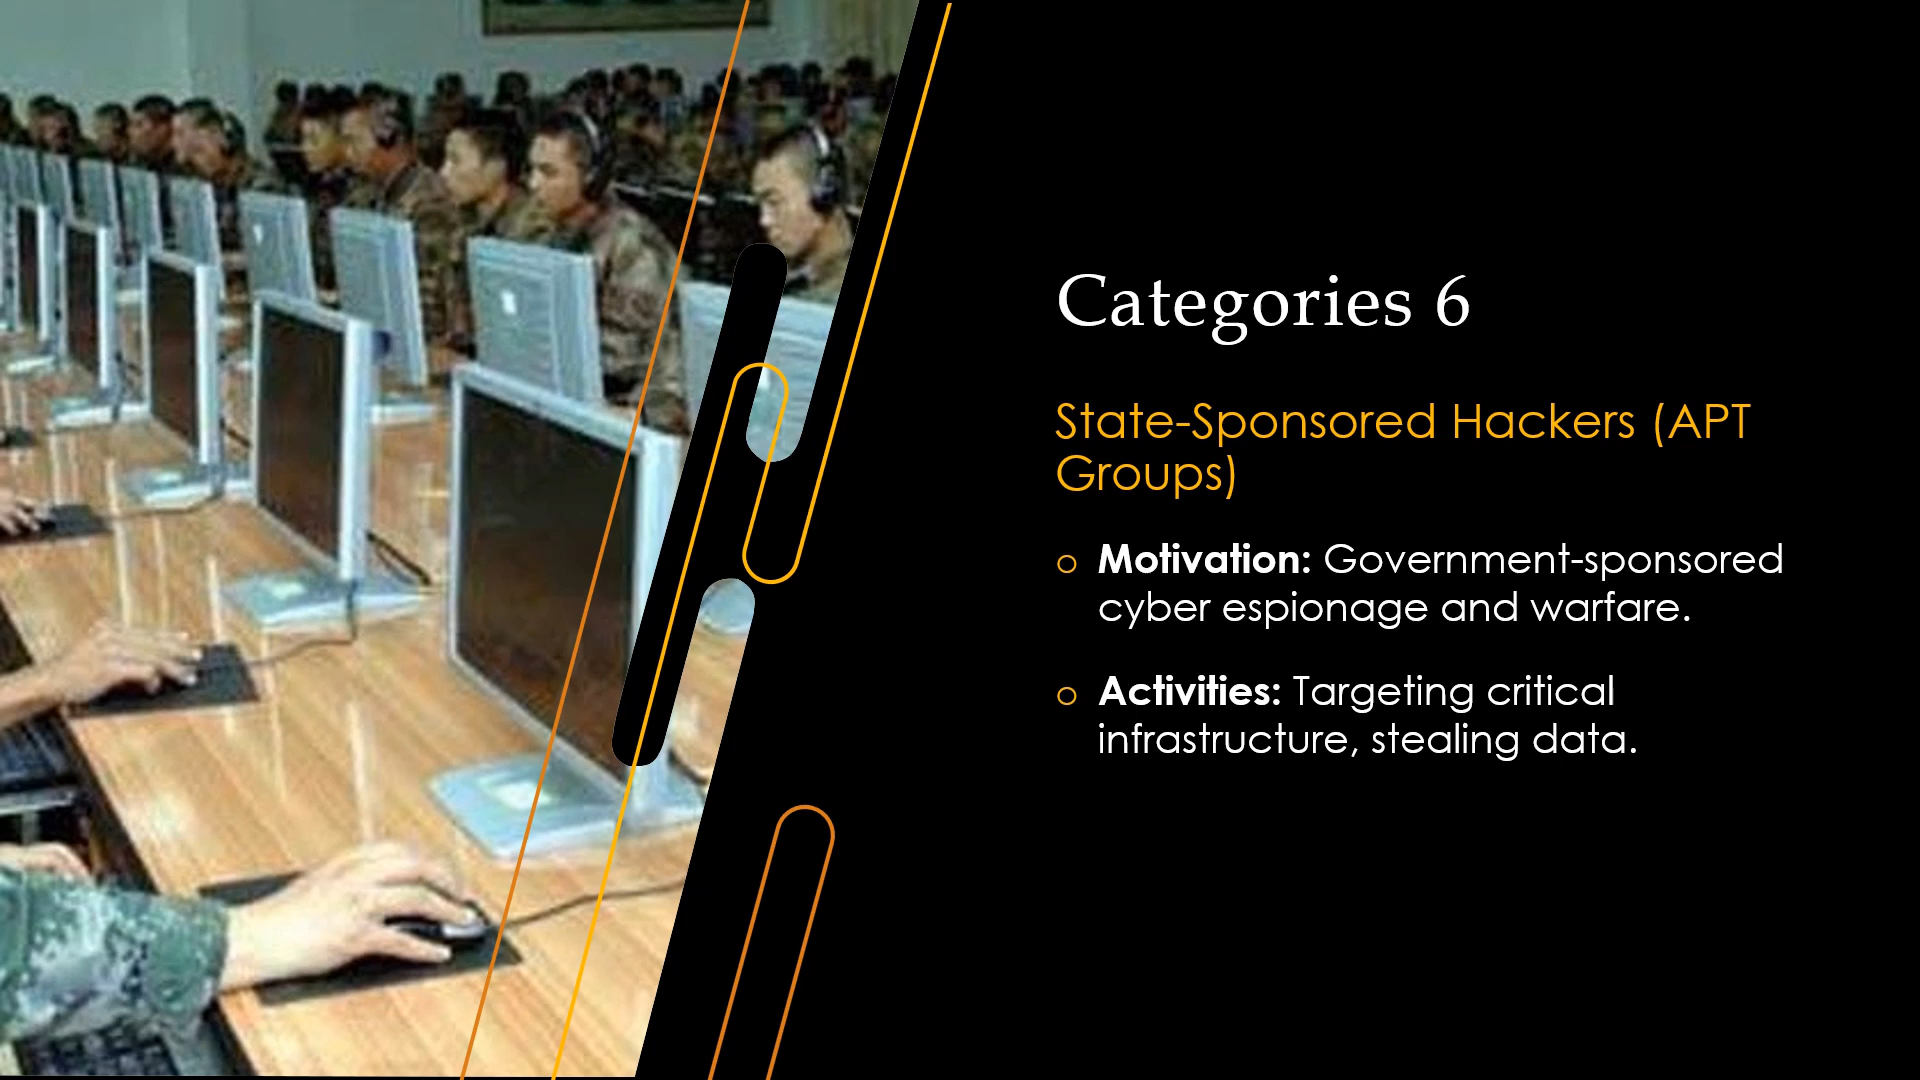 Categories 6
State-Sponsored Hackers (APT
Groups)
o Motivation: Government-sponsored
cyber espionage and warfare.
o Activities: Targeting critical
infrastructure, stealing data.